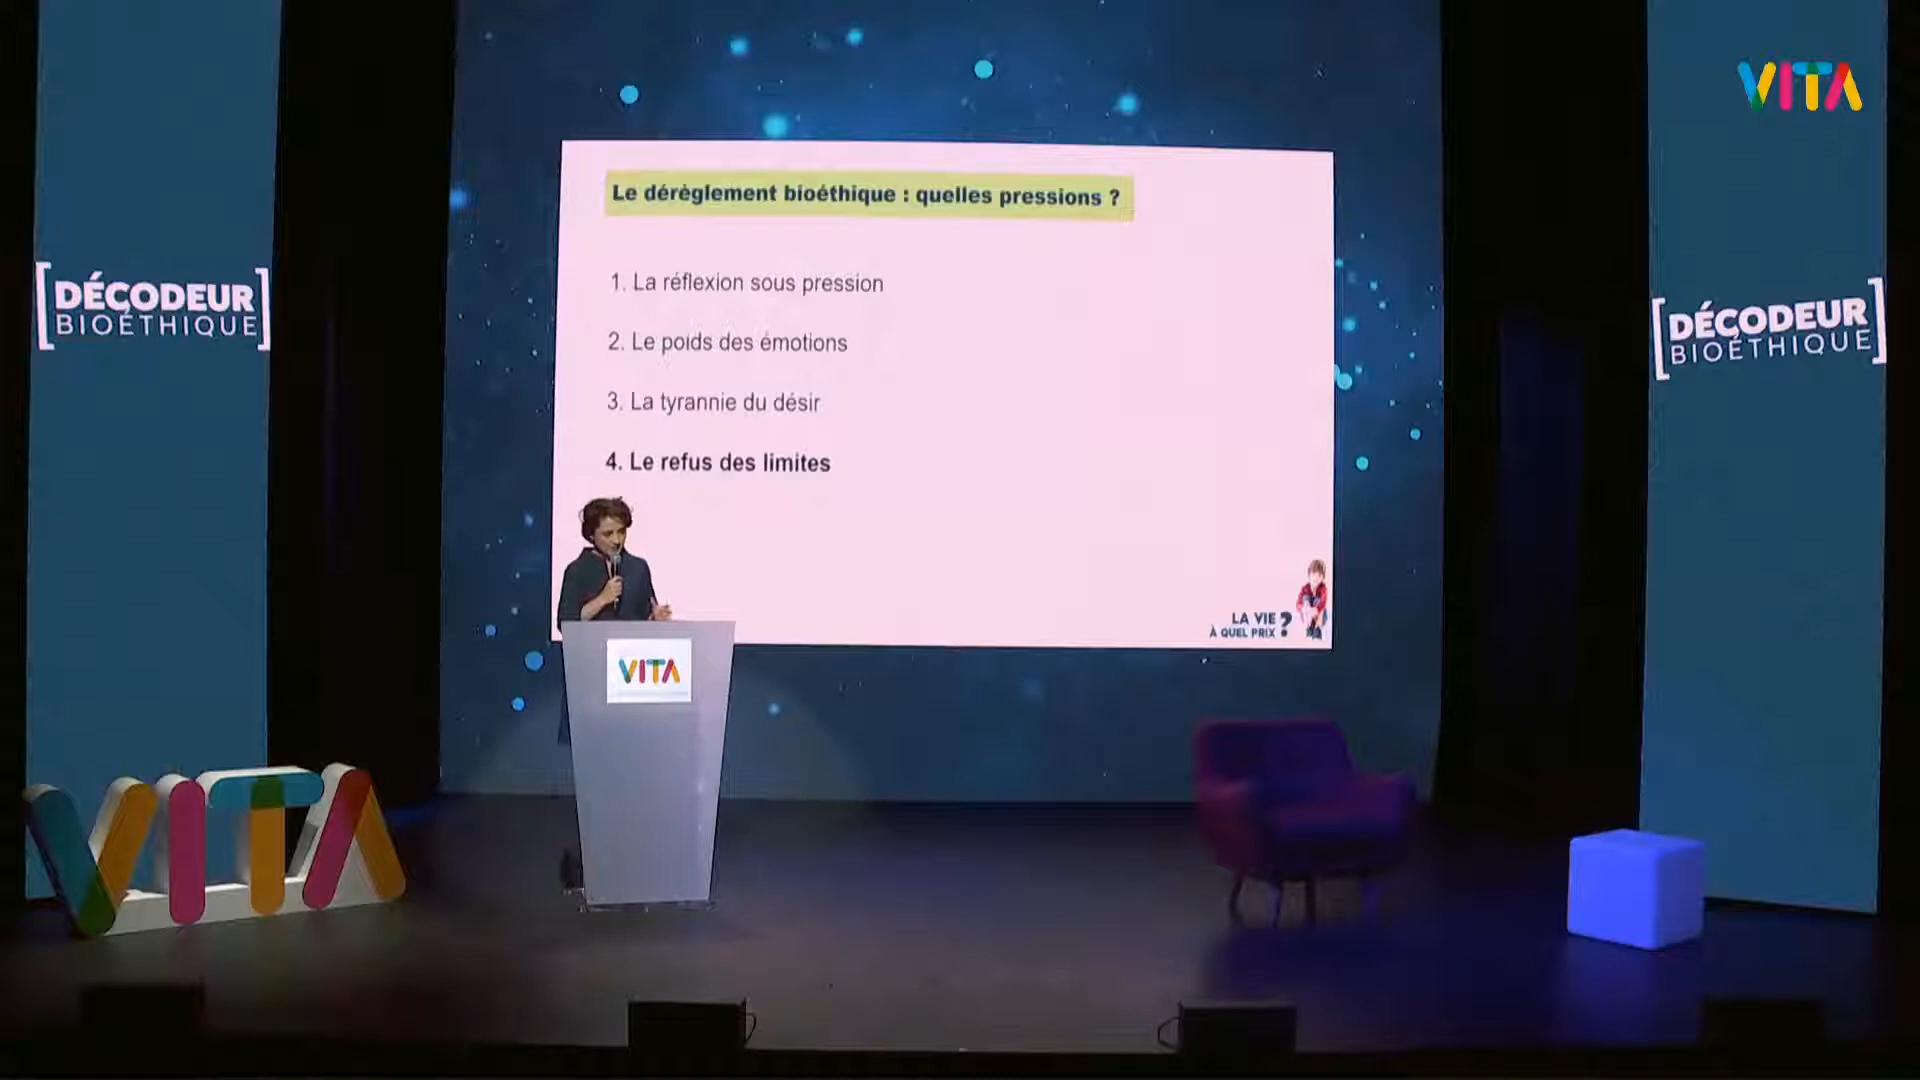 VITA
Le dérèglement bioéthique : quelles pressions ?
1. La réflexion sous pression
2. Le poids des émotions
3. La tyrannie du désir
4. Le refus des limites
[DÉCODEUR
BIOÉTHIQUE]
[DÉCODEUR
BIOÉTHIQUE]
LA VIE
À QUEL PRIX ?
VITA
VITA